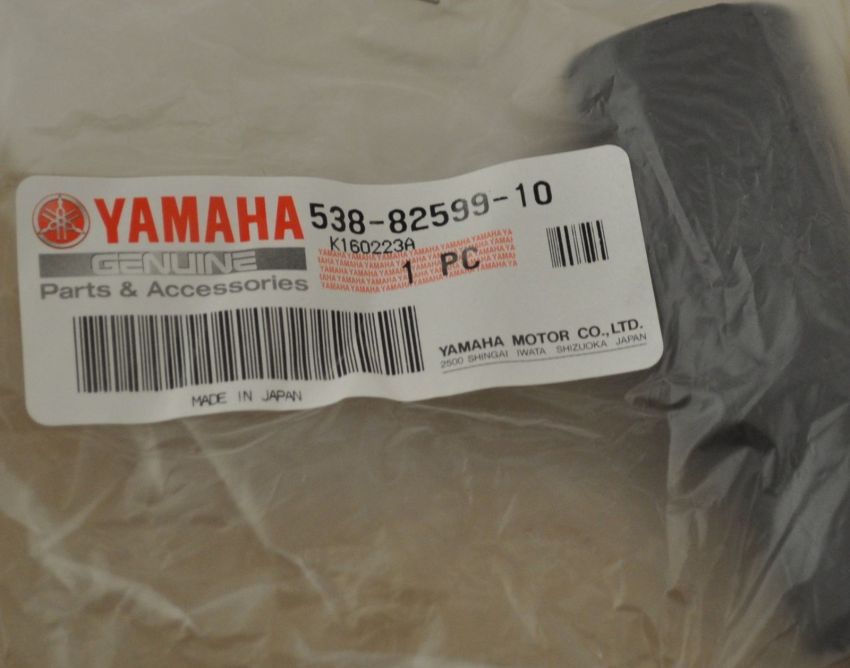 YAMAHA 538-82599-10
K160223A
GENUINE
1 PC
Parts & Accessories
YAMAHA MOTOR CO.,LTD.
2500 SHINGAI IWATA SHIZUOKA JAPAN
MADE IN JAPAN